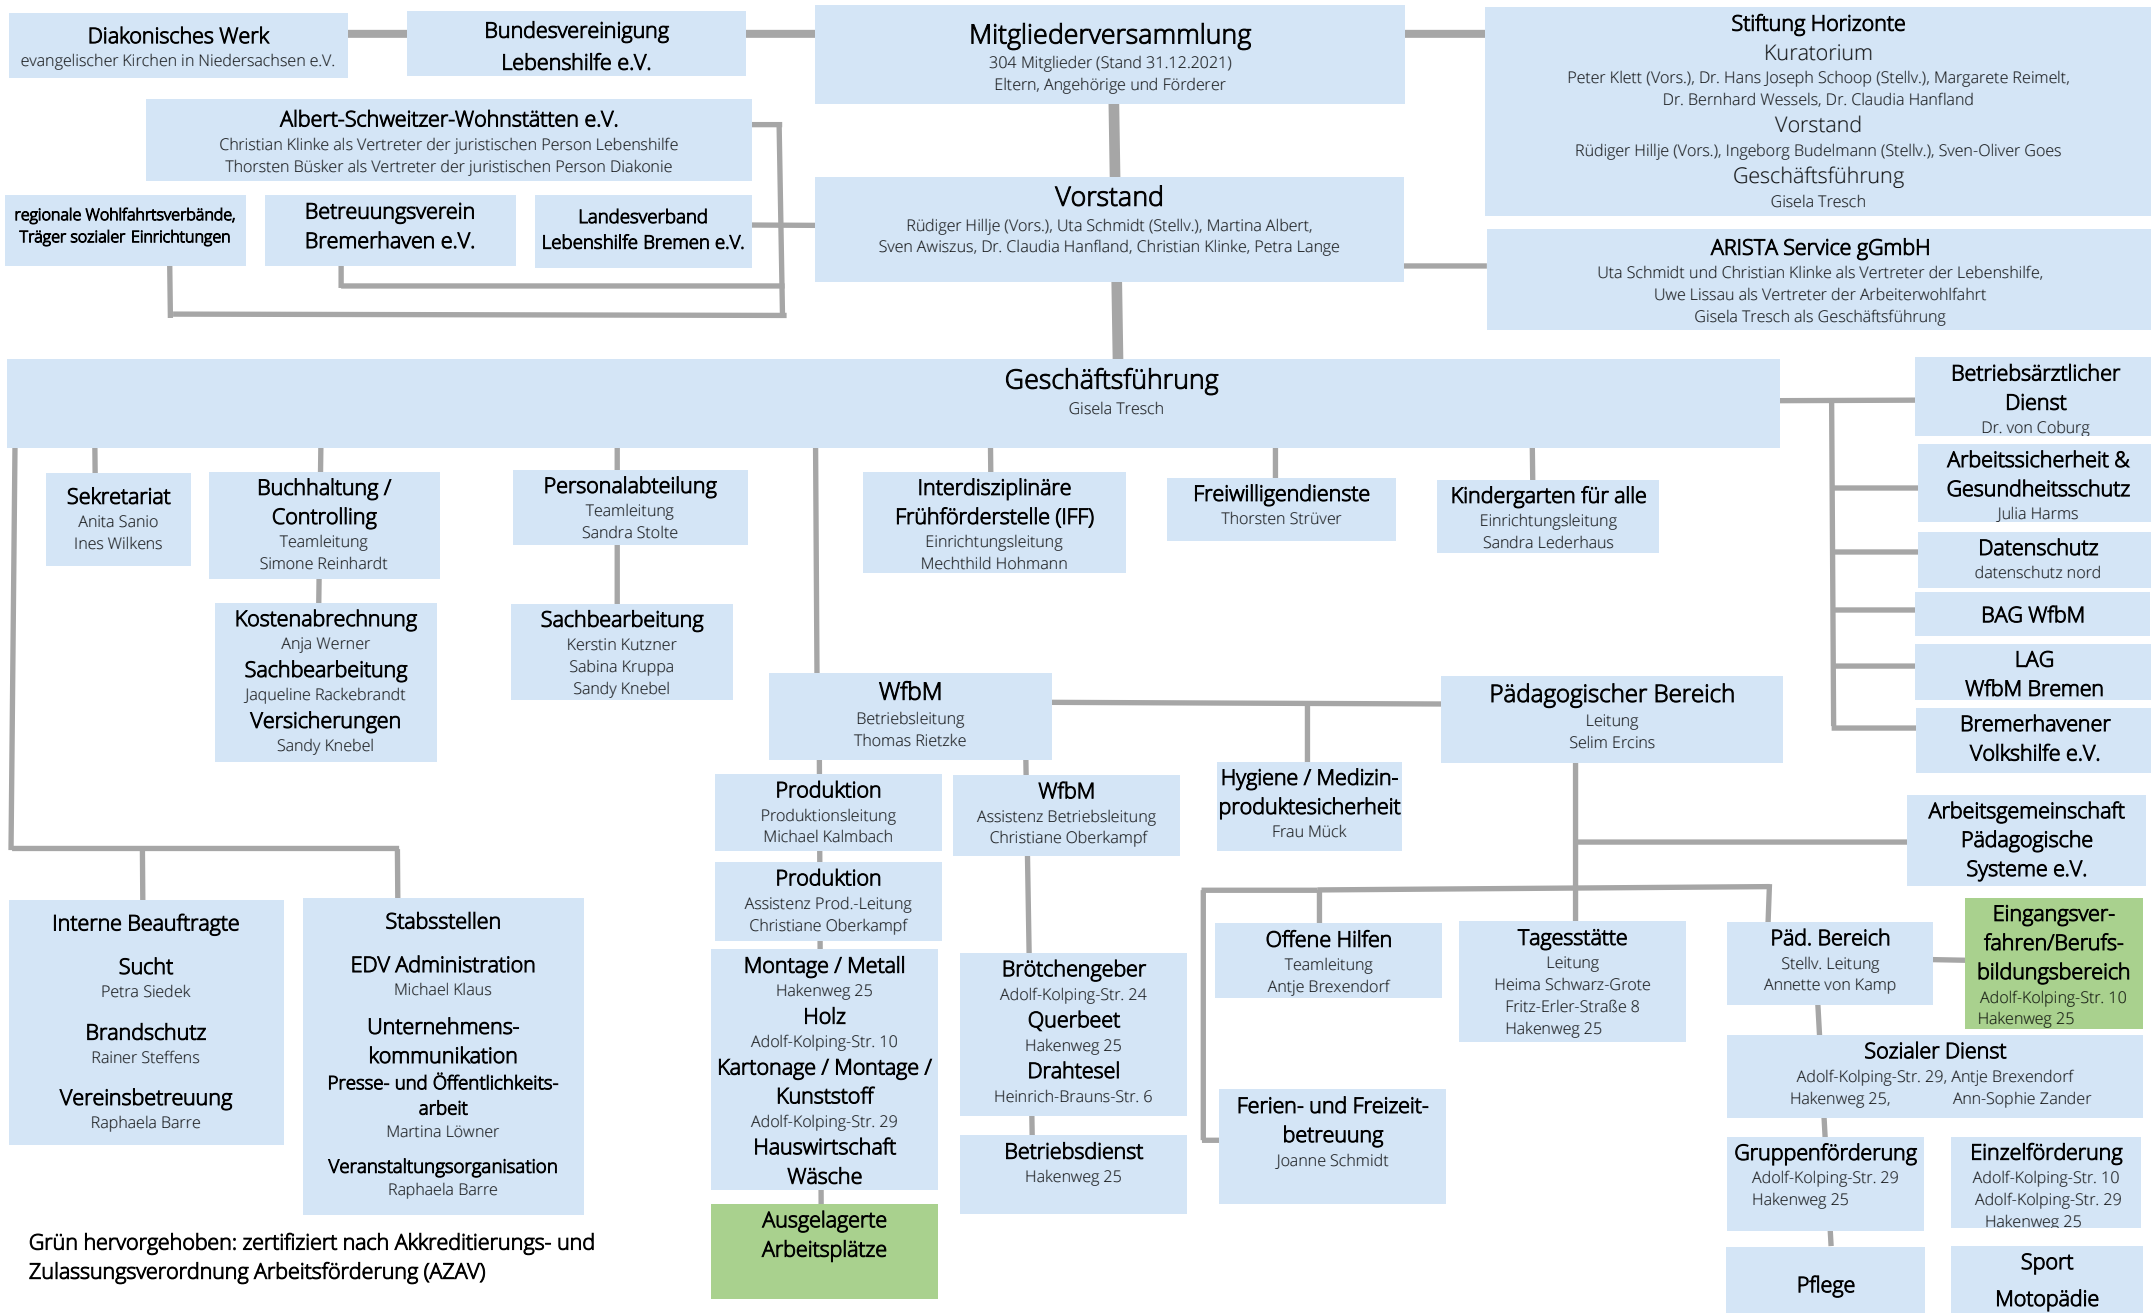 Diakonisches Werk
evangelischer Kirchen in Niedersachsen e.V.
Bundesvereinigung
Lebenshilfe e.V.
Mitgliederversammlung
304 Mitglieder (Stand 31.12.2021)
Eltern, Angehörige und Förderer
Stiftung Horizonte
Kuratorium
Peter Klett (Vors.), Dr. Hans Joseph Schoop (Stellv.), Margarete Reimelt,
Dr. Bernhard Wessels, Dr. Claudia Hanfland
Vorstand
Rüdiger Hillje (Vors.), Ingeborg Budelmann (Stellv.), Sven-Oliver Goes
Geschäftsführung
Gisela Tresch
Albert-Schweitzer-Wohnstätten e.V.
Christian Klinke als Vertreter der juristischen Person Lebenshilfe
Thorsten Büsker als Vertreter der juristischen Person Diakonie
regionale Wohlfahrtsverbände,
Träger sozialer Einrichtungen
Betreuungsverein
Bremerhaven e.V.
Landesverband
Lebenshilfe Bremen e.V.
Vorstand
Rüdiger Hillje (Vors.), Uta Schmidt (Stellv.), Martina Albert,
Sven Awiszus, Dr. Claudia Hanfland, Christian Klinke, Petra Lange
ARISTA Service gGmbH
Uta Schmidt und Christian Klinke als Vertreter der Lebenshilfe,
Uwe Lissau als Vertreter der Arbeiterwohlfahrt
Gisela Tresch als Geschäftsführung
Geschäftsführung
Gisela Tresch
Betriebsärztlicher
Dienst
Dr. von Coburg
Arbeitssicherheit &
Gesundheitsschutz
Julia Harms
Datenschutz
datenschutz nord
BAG WfbM
LAG
WfbM Bremen
Bremerhavener
Volkshilfe e.V.
Sekretariat
Anita Sanio
Ines Wilkens
Buchhaltung /
Controlling
Teamleitung
Simone Reinhardt
Kostenabrechnung
Anja Werner
Sachbearbeitung
Jaqueline Rackebrandt
Versicherungen
Sandy Knebel
Personalabteilung
Teamleitung
Sandra Stolte
Sachbearbeitung
Kerstin Kutzner
Sabina Kruppa
Sandy Knebel
Interdisziplinäre
Frühförderstelle (IFF)
Einrichtungsleitung
Mechthild Hohmann
Freiwilligendienste
Thorsten Strüver
Kindergarten für alle
Einrichtungsleitung
Sandra Lederhaus
WfbM
Betriebsleitung
Thomas Rietzke
Pädagogischer Bereich
Leitung
Selim Ercins
Produktion
Produktionsleitung
Michael Kalmbach
WfbM
Assistenz Betriebsleitung
Christiane Oberkampf
Hygiene / Medizin-
produktesicherheit
Frau Mück
Arbeitsgemeinschaft
Pädagogische
Systeme e.V.
Produktion
Assistenz Prod.-Leitung
Christiane Oberkampf
Interne Beauftragte
Sucht
Petra Siedek
Brandschutz
Rainer Steffens
Vereinsbetreuung
Raphaela Barre
Stabsstellen
EDV Administration
Michael Klaus
Unternehmens-
kommunikation
Presse- und Öffentlichkeits-
arbeit
Martina Löwner
Veranstaltungsorganisation
Raphaela Barre
Montage / Metall
Hakenweg 25
Holz
Adolf-Kolping-Str. 10
Kartonage / Montage /
Kunststoff
Adolf-Kolping-Str. 29
Hauswirtschaft
Wäsche
Ausgelagerte
Arbeitsplätze
Brötchengeber
Adolf-Kolping-Str. 24
Querbeet
Hakenweg 25
Drahtesel
Heinrich-Brauns-Str. 6
Betriebsdienst
Hakenweg 25
Offene Hilfen
Teamleitung
Antje Brexendorf
Ferien- und Freizeit-
betreuung
Joanne Schmidt
Tagesstätte
Leitung
Heima Schwarz-Grote
Fritz-Erler-Straße 8
Hakenweg 25
Päd. Bereich
Stellv. Leitung
Annette von Kamp
Eingangsver-
fahren/Berufs-
bildungsbereich
Adolf-Kolping-Str. 10
Hakenweg 25
Sozialer Dienst
Adolf-Kolping-Str. 29, Antje Brexendorf
Hakenweg 25, Ann-Sophie Zander
Gruppenförderung
Adolf-Kolping-Str. 29
Hakenweg 25
Einzelförderung
Adolf-Kolping-Str. 10
Adolf-Kolping-Str. 29
Hakenweg 25
Pflege
Sport
Motopädie
Grün hervorgehoben: zertifiziert nach Akkreditierungs- und
Zulassungsverordnung Arbeitsförderung (AZAV)